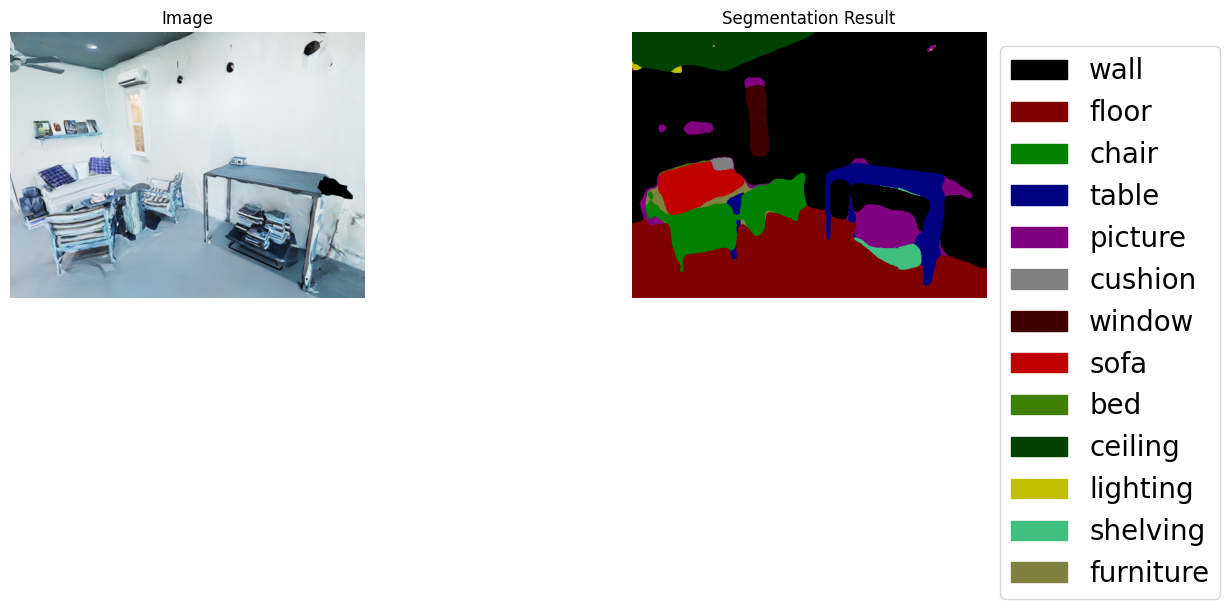 Image
Segmentation Result
wall
floor
chair
table
picture
cushion
window
sofa
bed
ceiling
lighting
shelving
furniture